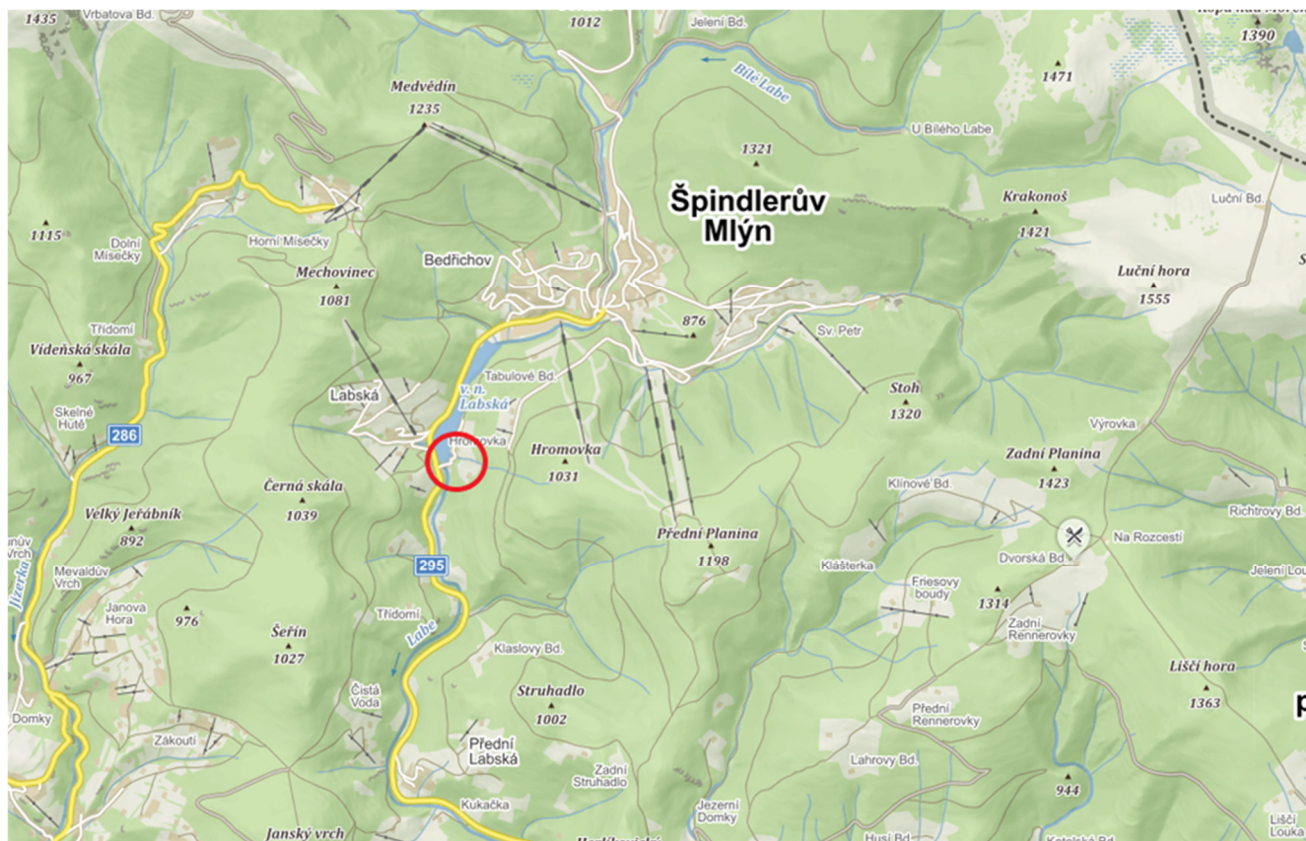 1435
Vrbatova Bd.
1012
Jelení Bd.
1390
Medvědín
1235
Bílé Labe
1471
U Bílého Labe
1321
Špindlerův
Mlýn
Krakonoš
1421
Luční Bd.
1115
Dolní
Mísečky
Horní Mísečky
Bedřichov
Mechovinec
1081
Luční hora
1555
Třídomí
876
Sv. Petr
Vídeňská skála
967
Tabulové Bd.
v. n.
Labská
Labská
Stoh
1320
Skelné
Hutě
286
Výrovka
Hromovka
Hromovka
1031
Zadní Planina
1423
Černá skála
1039
Klínové Bd.
Richtrovy Bd.
Velký Jeřábník
892
Přední Planina
1198
Na Rozcestí
Dvorská Bd.
Vrch
Mevaldův
Vrch
295
Klášterka
Friesovy
boudy
Jelení Lou
Jizerka
Janova
Hora
976
Třídomí
Labe
1314
Zadní
Rennerovky
Šeřín
1027
Klaslovy Bd.
Liščí hora
1363
Čistá
Voda
Struhadlo
1002
Přední
Rennerovky
p
Domky
Zákoutí
Přední
Labská
Lahrovy Bd.
Zadní
Struhadlo
944
Kukačka
Jezerní
Domky
Janský vrch
Husí Bd.
Liščí
Louka